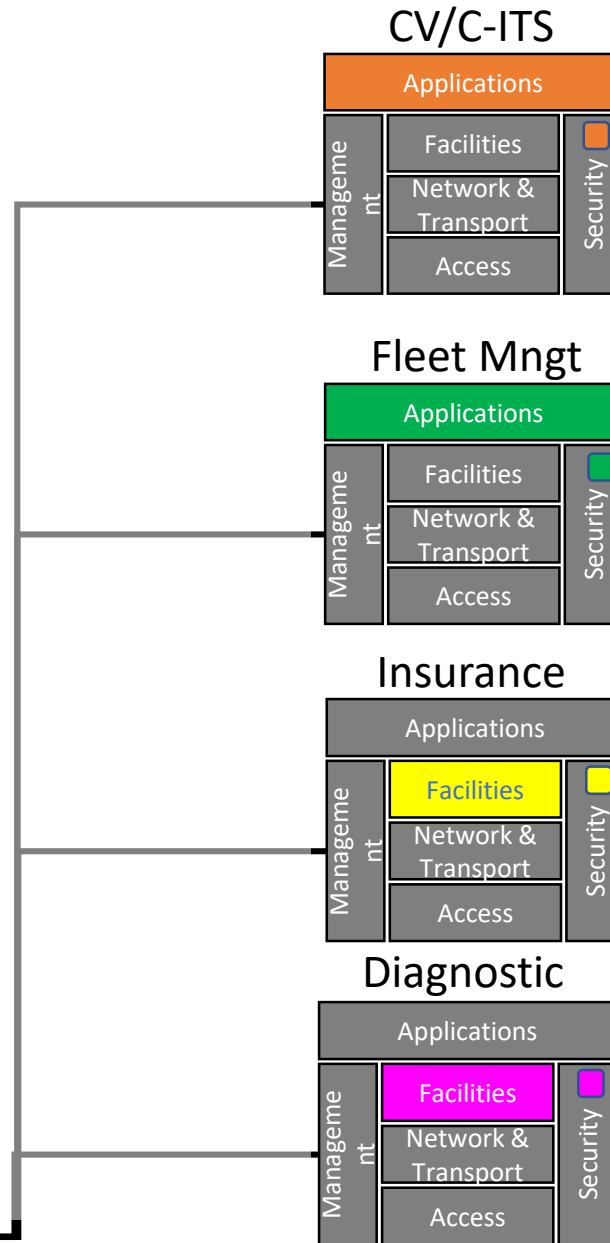 CV/C-ITS
Applications
Manageme
nt
Facilities
Network &
Transport
Access
Security
Fleet Mngt
Applications
Manageme
nt
Facilities
Network &
Transport
Access
Security
Insurance
Applications
Manageme
nt
Facilities
Network &
Transport
Access
Security
Diagnostic
Applications
Manageme
nt
Facilities
Network &
Transport
Access
Security